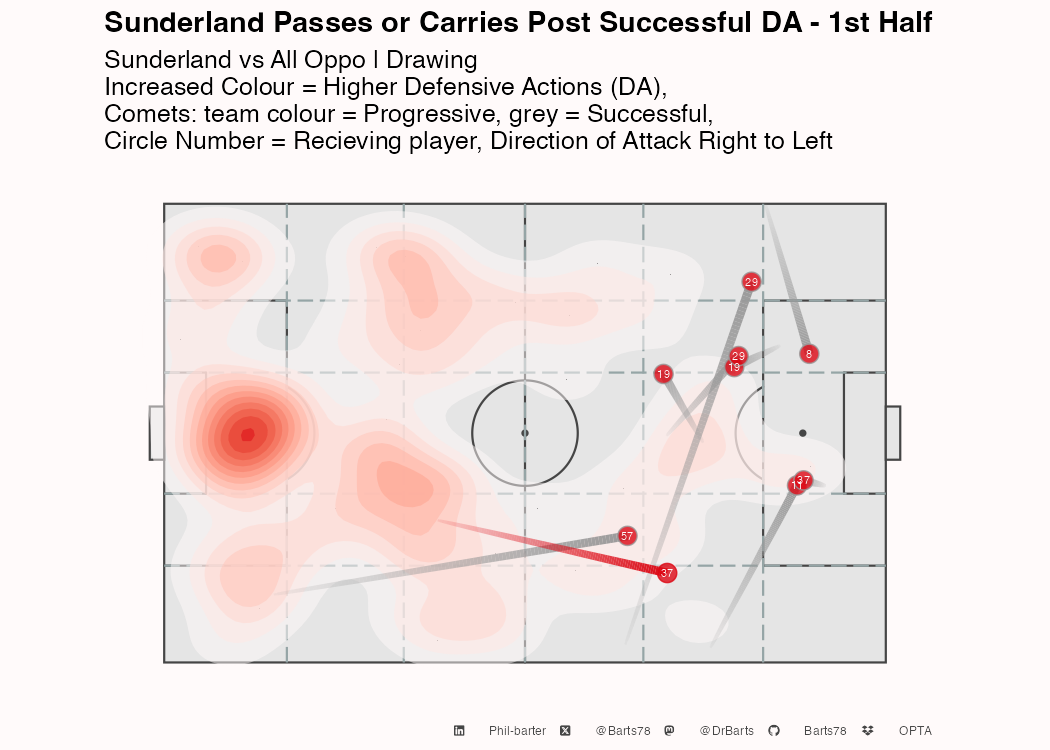 Sunderland Passes or Carries Post Successful DA - 1st Half
Sunderland vs All Oppo | Drawing
Increased Colour = Higher Defensive Actions (DA),
Comets: team colour = Progressive, grey = Successful,
Circle Number = Recieving player, Direction of Attack Right to Left
29
29
8
19
19
37
11
57
37
Phil-barter @Barts78 @DrBarts Barts78 OPTA